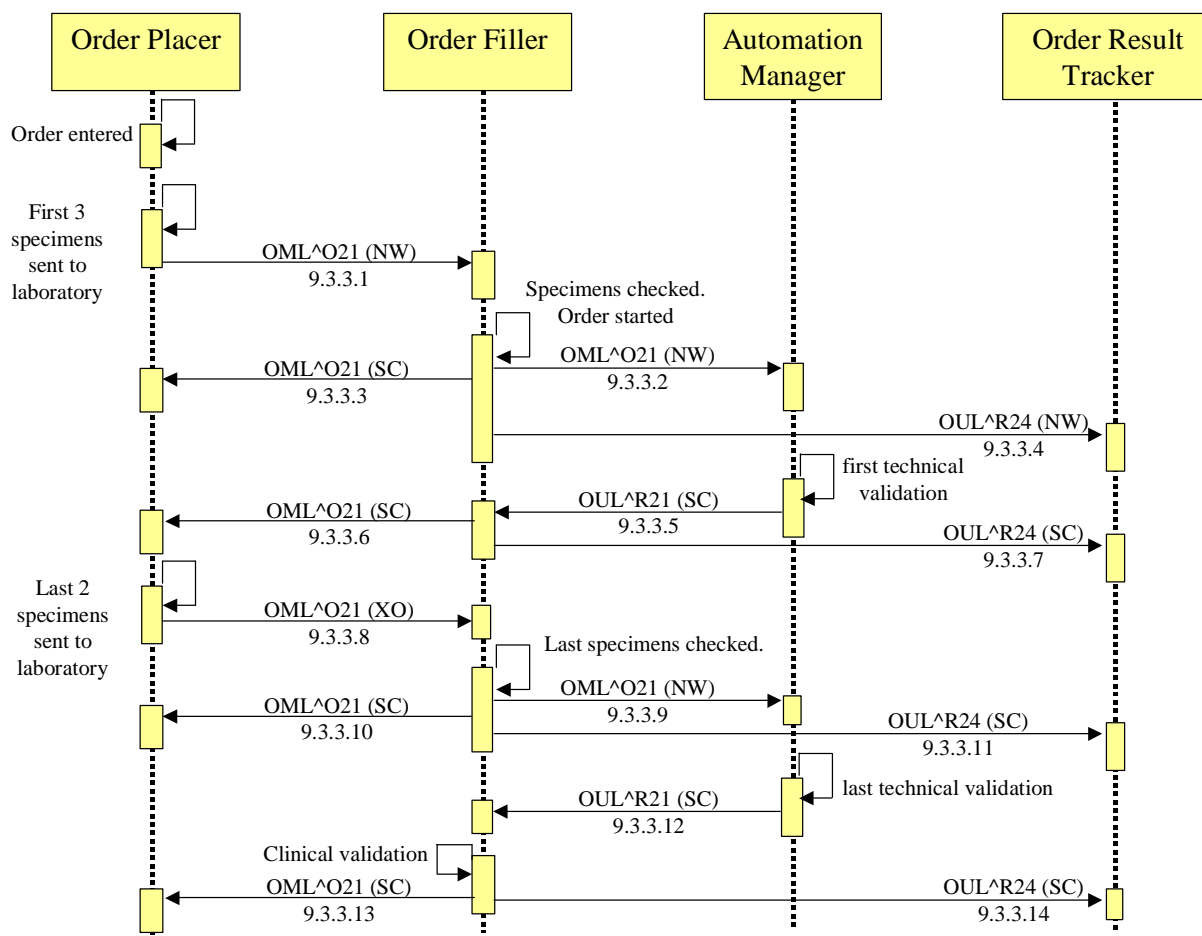 Order Placer
Order Filler
Automation
Manager
Order Result
Tracker
Order entered
First 3
specimens
sent to
laboratory
OML^O21 (NW)
9.3.3.1
Specimens checked.
Order started
OML^O21 (NW)
9.3.3.2
OML^O21 (SC)
9.3.3.3
OUL^R24 (NW)
9.3.3.4
first technical
validation
OUL^R21 (SC)
9.3.3.5
OML^O21 (SC)
9.3.3.6
OUL^R24 (SC)
9.3.3.7
Last 2
specimens
sent to
laboratory
OML^O21 (XO)
9.3.3.8
Last specimens checked.
OML^O21 (NW)
9.3.3.9
OML^O21 (SC)
9.3.3.10
OUL^R24 (SC)
9.3.3.11
last technical validation
OUL^R21 (SC)
9.3.3.12
Clinical validation
OML^O21 (SC)
9.3.3.13
OUL^R24 (SC)
9.3.3.14